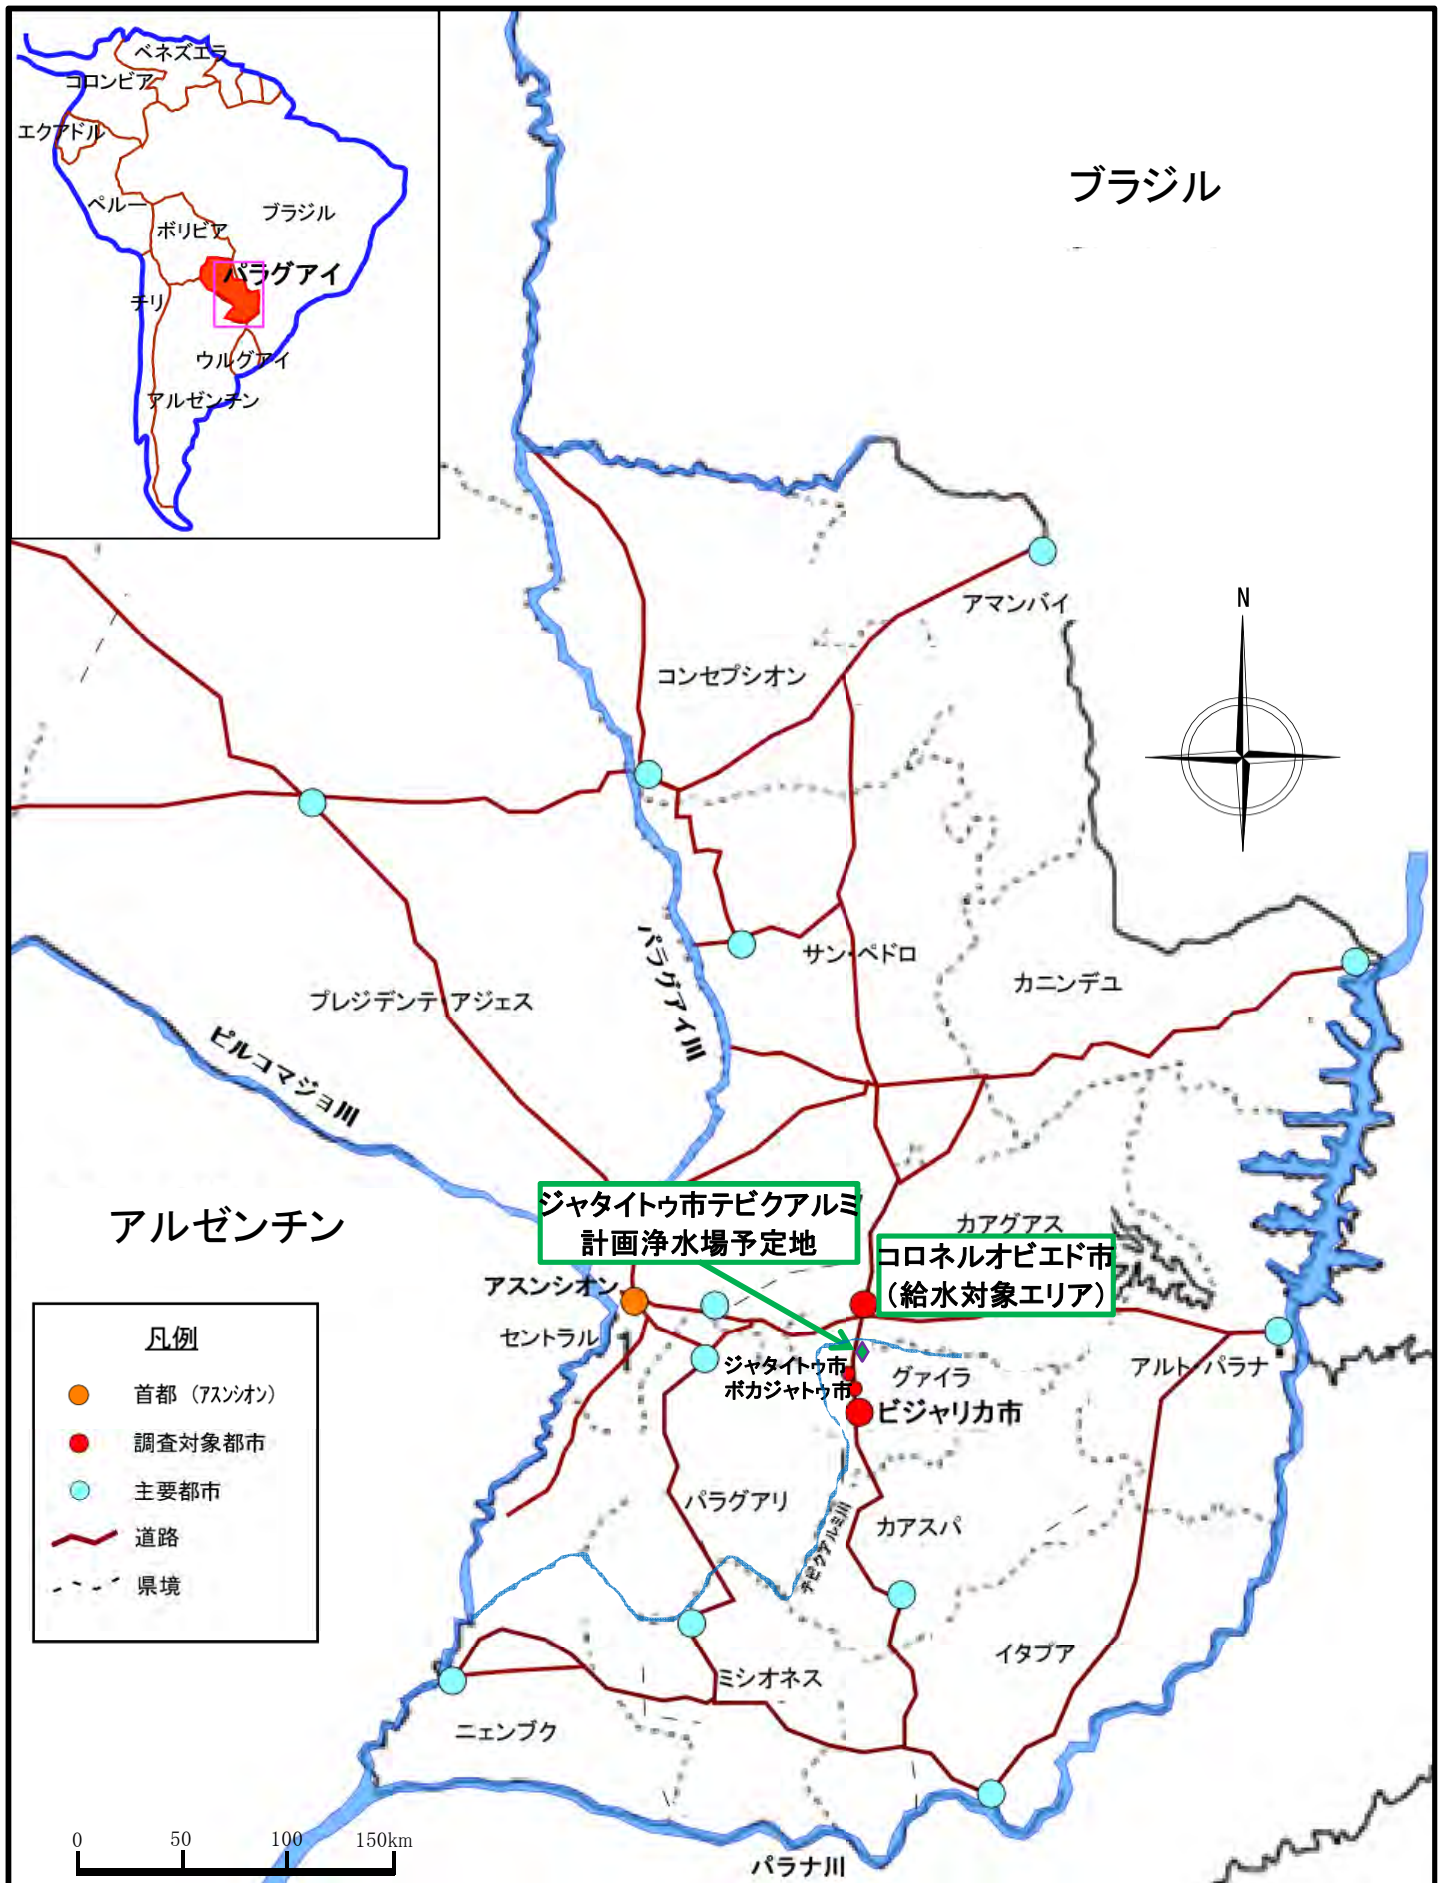 ベネズエラ
コロンビア
エクアドル
ペルー
ボリビア
ブラジル
パラグアイ
チリ
ウルグアイ
アルゼンチン
ブラジル
アマンバイ
N
コンセプシオン
パラグアイ川
サン・ペドロ
カニンデユ
プレジデンテ・アジェス
ピルコマジョ川
アルゼンチン
ジャタイトゥ市テビクアルミ
計画浄水場予定地
カアグアス
コロネルオビエド市
（給水対象エリア）
アスンシオン
セントラル
ジャタイトゥ市
ボカジャトゥ市
グァイラ
アルト・パラナ
ビジャリカ市
凡例
首都 （アスンシオン）
調査対象都市
主要都市
道路
県境
パラグアリ
テビクアルミ川
カアスパ
イタプア
ミシオネス
ニェンブク
パラナ川
0 50 100 150km